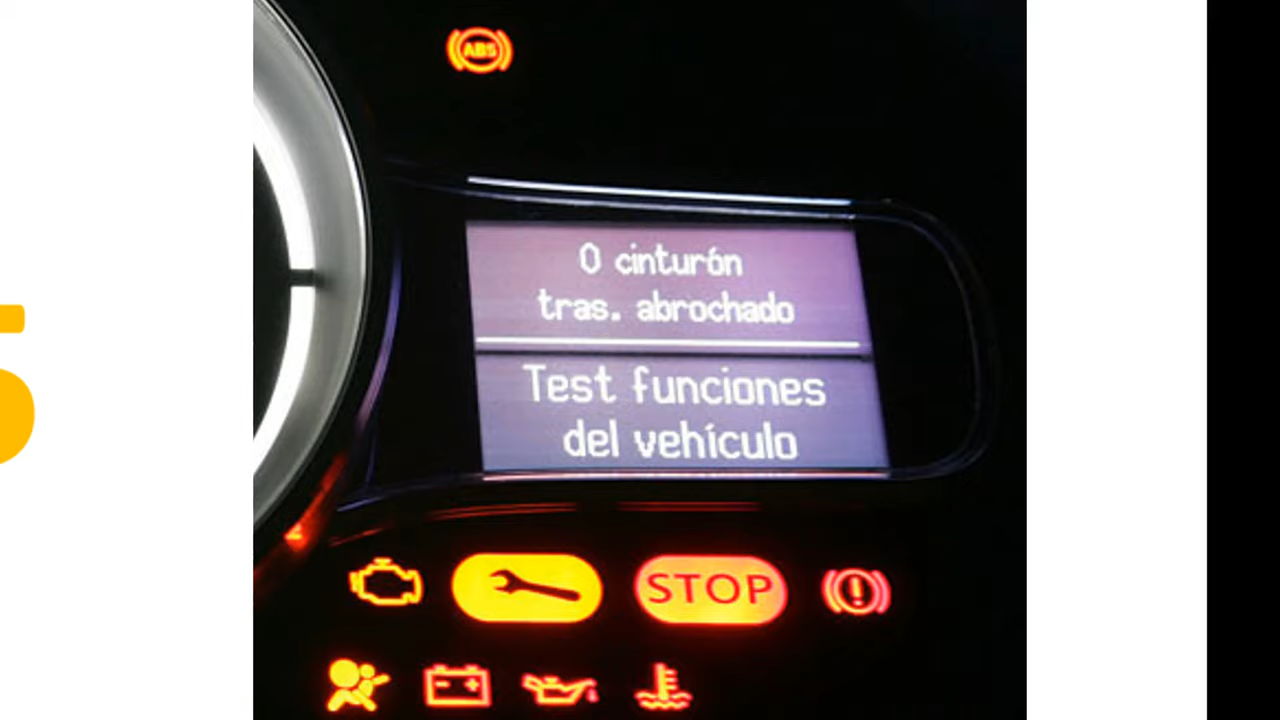 ABS
0 cinturón
tras. abrochado
Test funciones
del vehículo
STOP